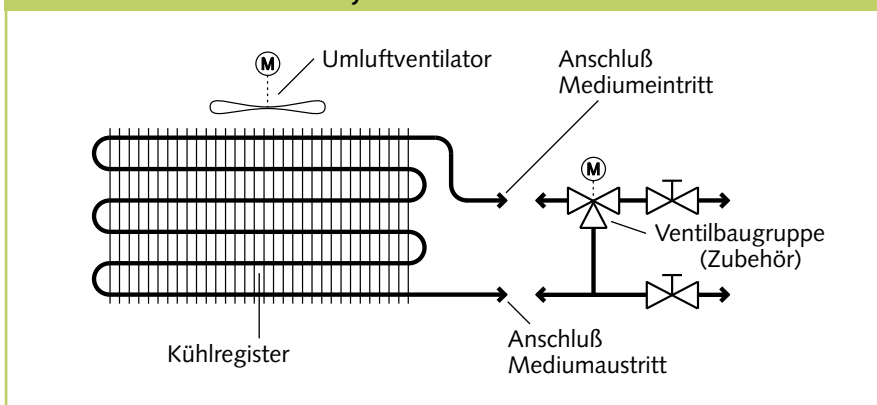 M
Umluftventilator
Anschluß
Mediumeintritt
M
Ventilbaugruppe
(Zubehör)
Kühlregister
Anschluß
Mediumaustritt